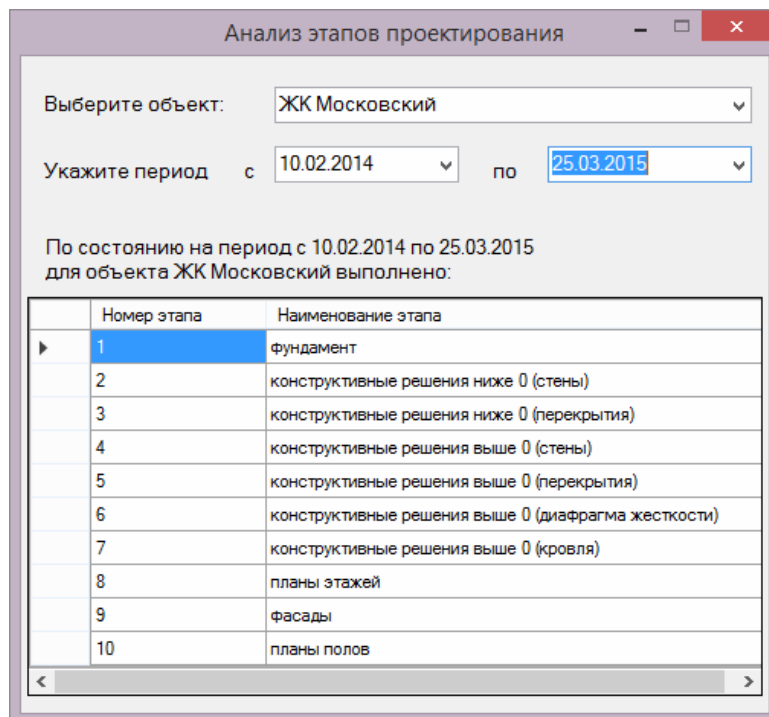 Анализ этапов проектирования
Выберите объект: ЖК Московский
Укажите период с 10.02.2014 по 25.03.2015
По состоянию на период с 10.02.2014 по 25.03.2015
для объекта ЖК Московский выполнено:
Номер этапа Наименование этапа
1 фундамент
2 конструктивные решения ниже 0 (стены)
3 конструктивные решения ниже 0 (перекрытия)
4 конструктивные решения выше 0 (стены)
5 конструктивные решения выше 0 (перекрытия)
6 конструктивные решения выше 0 (диафрагма жесткости)
7 конструктивные решения выше 0 (кровля)
8 планы этажей
9 фасады
10 планы полов